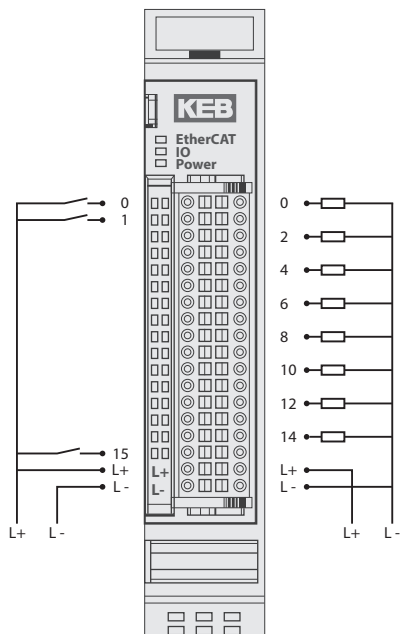 KEB
EtherCAT
IO
Power
0
1
15
L+
L -
L+
L -
L+
L-
0
2
4
6
8
10
12
14
L+
L -
L+
L -